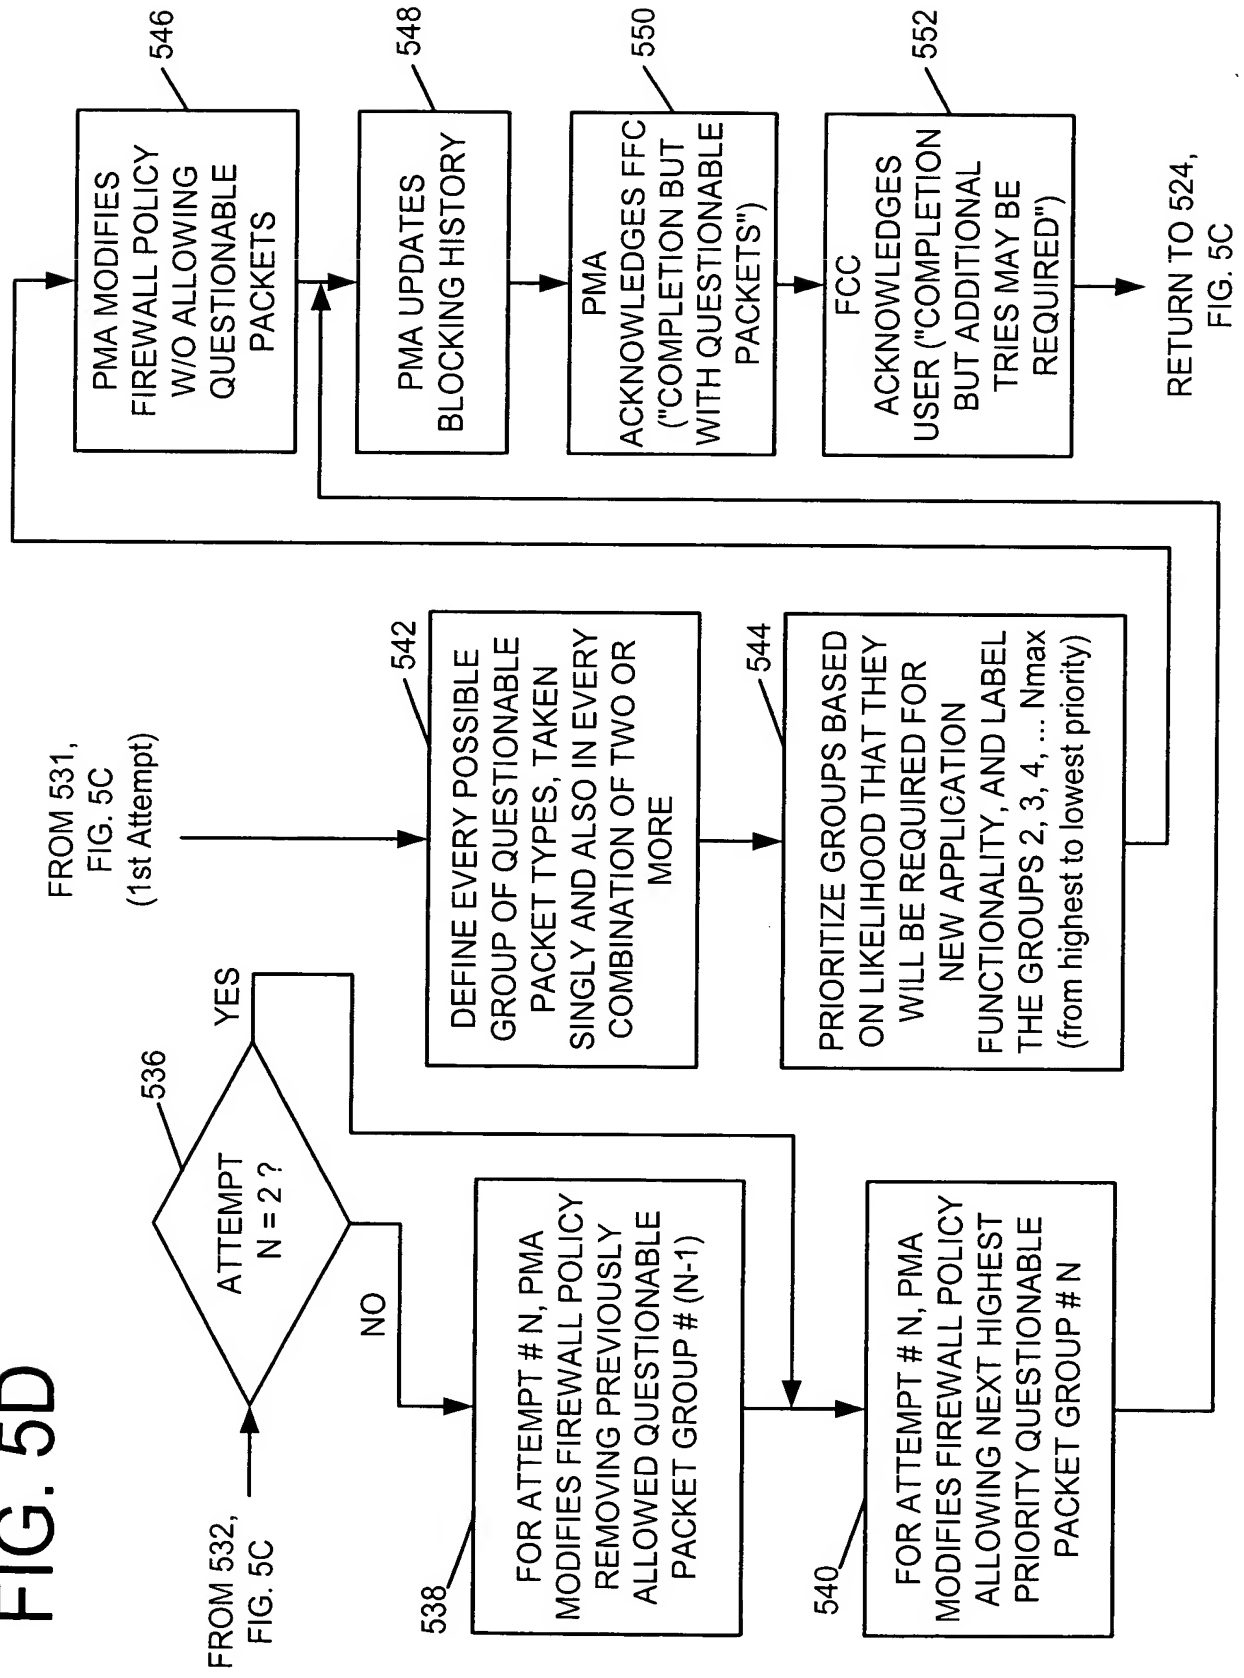 FIG. 5D
FROM 532,
FIG. 5C
ATTEMPT
N = 2 ?
536
YES
NO
FOR ATTEMPT # N, PMA
MODIFIES FIREWALL POLICY
REMOVING PREVIOUSLY
ALLOWED QUESTIONABLE
PACKET GROUP # (N-1)
538
FOR ATTEMPT # N, PMA
MODIFIES FIREWALL POLICY
ALLOWING NEXT HIGHEST
PRIORITY QUESTIONABLE
PACKET GROUP # N
540
FROM 531,
FIG. 5C
(1st Attempt)
DEFINE EVERY POSSIBLE
GROUP OF QUESTIONABLE
PACKET TYPES, TAKEN
SINGLY AND ALSO IN EVERY
COMBINATION OF TWO OR
MORE
542
PRIORITIZE GROUPS BASED
ON LIKELIHOOD THAT THEY
WILL BE REQUIRED FOR
NEW APPLICATION
FUNCTIONALITY, AND LABEL
THE GROUPS 2, 3, 4, ... Nmax
(from highest to lowest priority)
544
PMA MODIFIES
FIREWALL POLICY
W/O ALLOWING
QUESTIONABLE
PACKETS
546
PMA UPDATES
BLOCKING HISTORY
548
PMA
ACKNOWLEDGES FFC
("COMPLETION BUT
WITH QUESTIONABLE
PACKETS")
550
FCC
ACKNOWLEDGES
USER ("COMPLETION
BUT ADDITIONAL
TRIES MAY BE
REQUIRED")
552
RETURN TO 524,
FIG. 5C